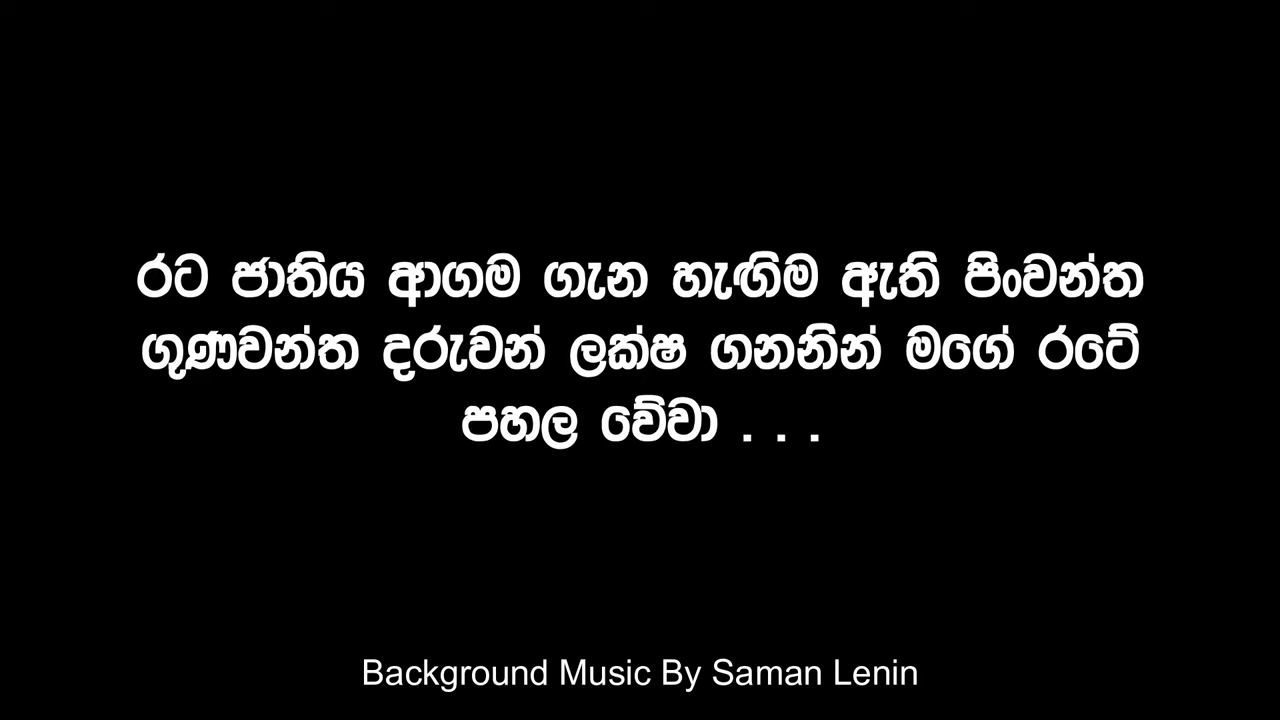 රට ජාතිය ආගම ගැන හැඟිම ඇති පිංවන්ත
ගුණවන්ත දරුවන් ලක්ෂ ගනනින් මගේ රටේ
පහල වේවා . . .
Background Music By Saman Lenin